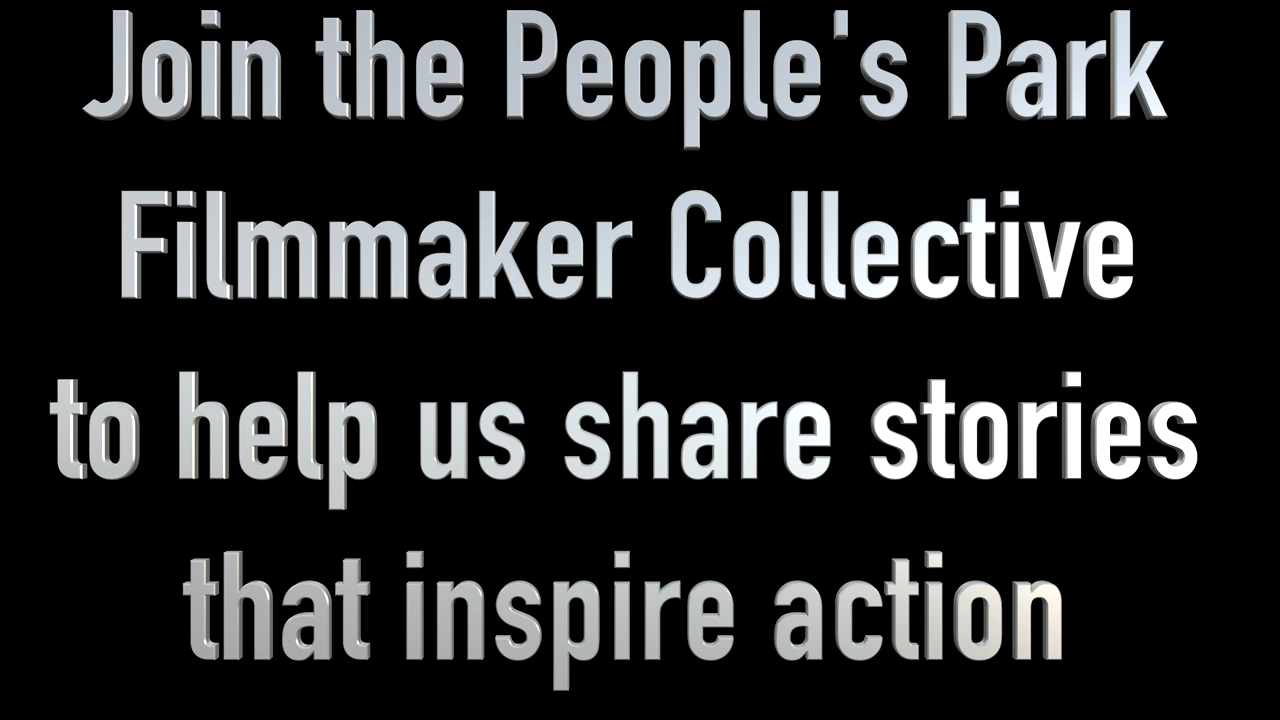 Join the People's Park
Filmmaker Collective
to help us share stories
that inspire action